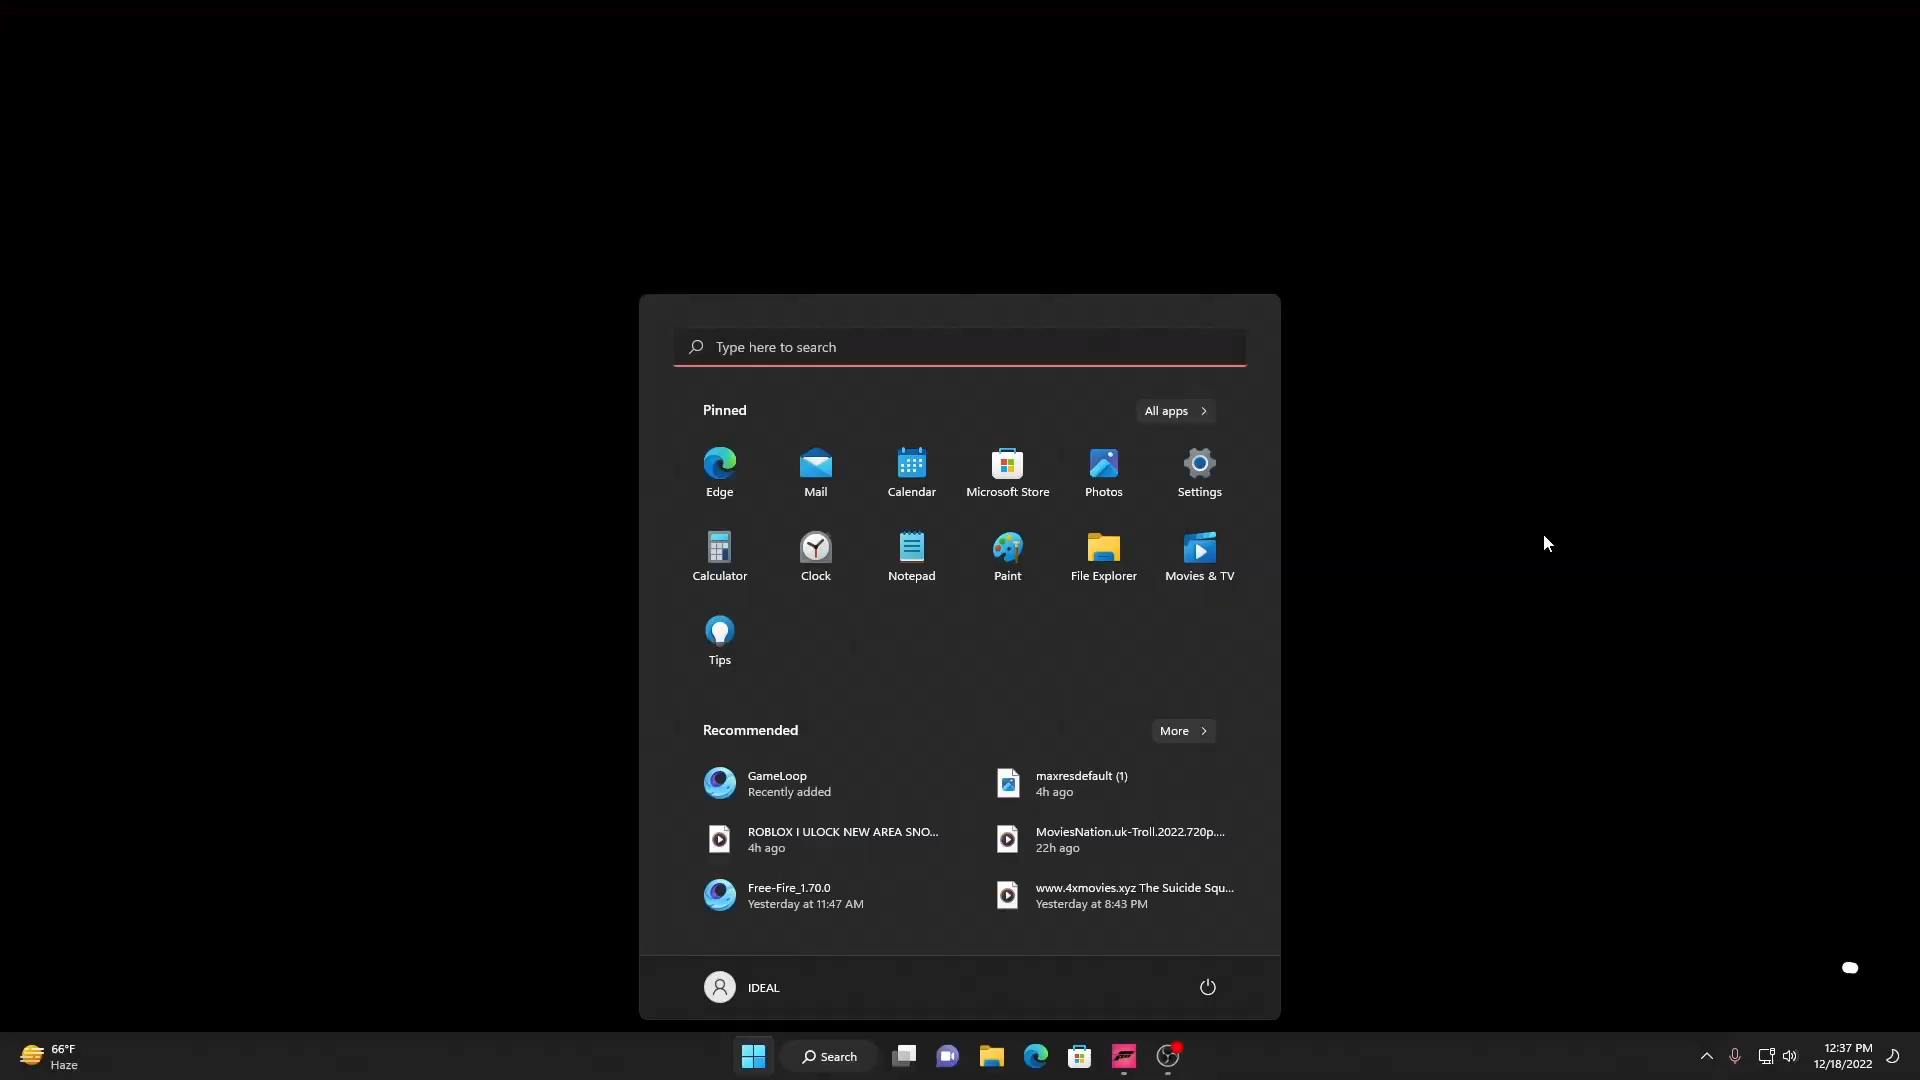 Type here to search
Pinned
All apps
Edge
Mail
Calendar
Microsoft Store
Photos
Settings
Calculator
Clock
Notepad
Paint
File Explorer
Movies & TV
Tips
Recommended
More
GameLoop
Recently added
maxresdefault (1)
4h ago
ROBLOX I ULOCK NEW AREA SNO...
4h ago
MoviesNation.uk-Troll.2022.720p....
22h ago
Free-Fire_1.70.0
Yesterday at 11:47 AM
www.4xmovies.xyz The Suicide Squ...
Yesterday at 8:43 PM
IDEAL
66°F
Haze
Search
12:37 PM
12/18/2022